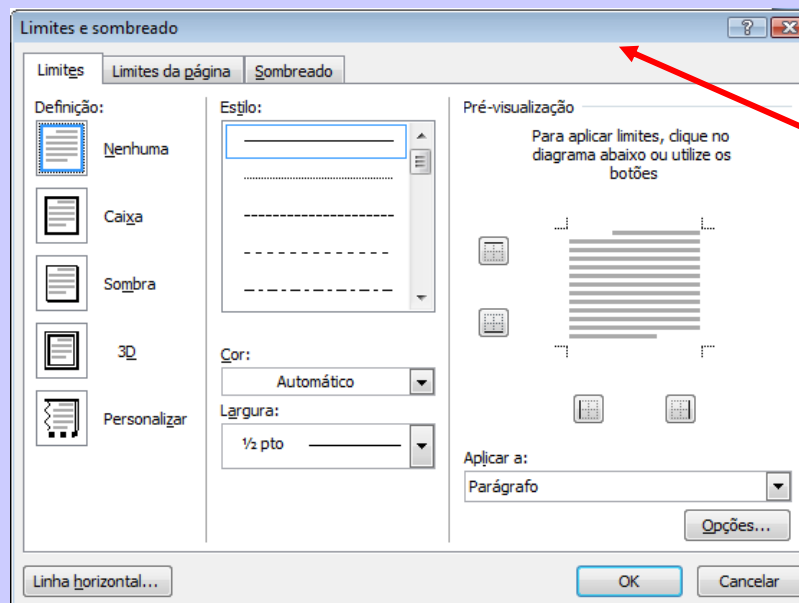 Limites e sombreado
Limites
Limites da página
Sombreado
Definição:
Nenhuma
Caixa
Sombra
3D
Personalizar
Estilo:
Cor:
Automático
Largura:
½ pto
Pré-visualização
Para aplicar limites, clique no
diagrama abaixo ou utilize os
botões
Aplicar a:
Parágrafo
Opções...
Linha horizontal...
OK
Cancelar